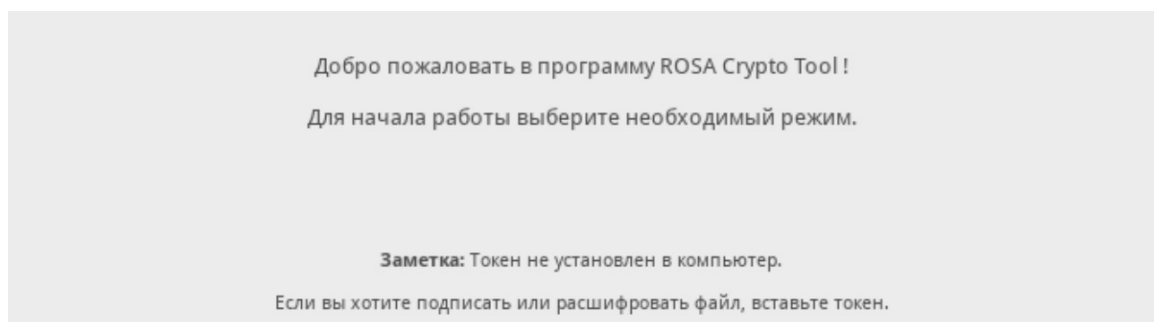 Добро пожаловать в программу ROSA Crypto Tool !
Для начала работы выберите необходимый режим.
Заметка: Токен не установлен в компьютер.
Если вы хотите подписать или расшифровать файл, вставьте токен.